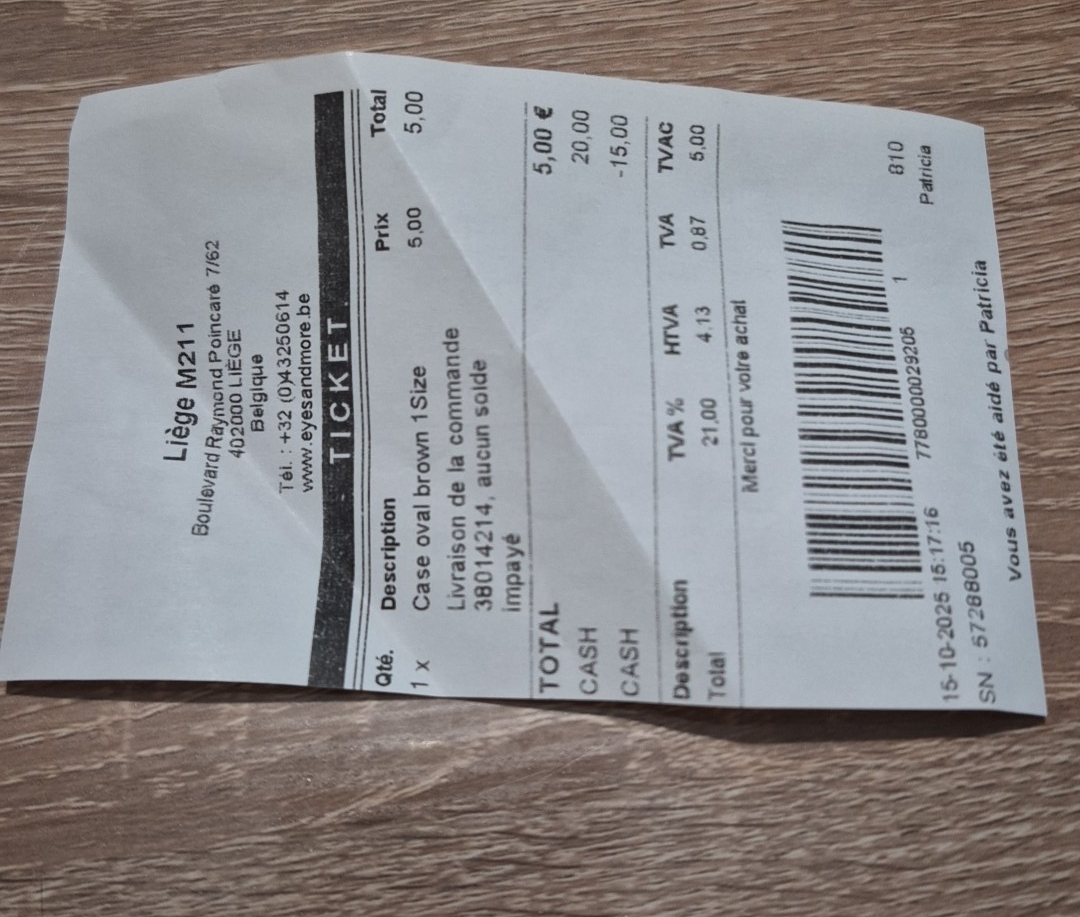 Liège M211
Boulevard Raymond Poincaré 7/62
402000 LIÈGE
Belgique
Tél. : +32 (0)43250614
www.eyesandmore.be
TICKET
Qté. Description Prix Total
1 x Case oval brown 1Size 5,00 5,00
Livraison de la commande
38014214, aucun solde
impayé
TOTAL 5,00 €
CASH 20,00
CASH -15,00
Description TVA % HTVA TVA TVAC
Total 21,00 4,13 0,87 5,00
Merci pour votre achat
15-10-2025 15:17:16 7780000029205 1 810
SN : 57288005 Patricia
Vous avez été aidé par Patricia